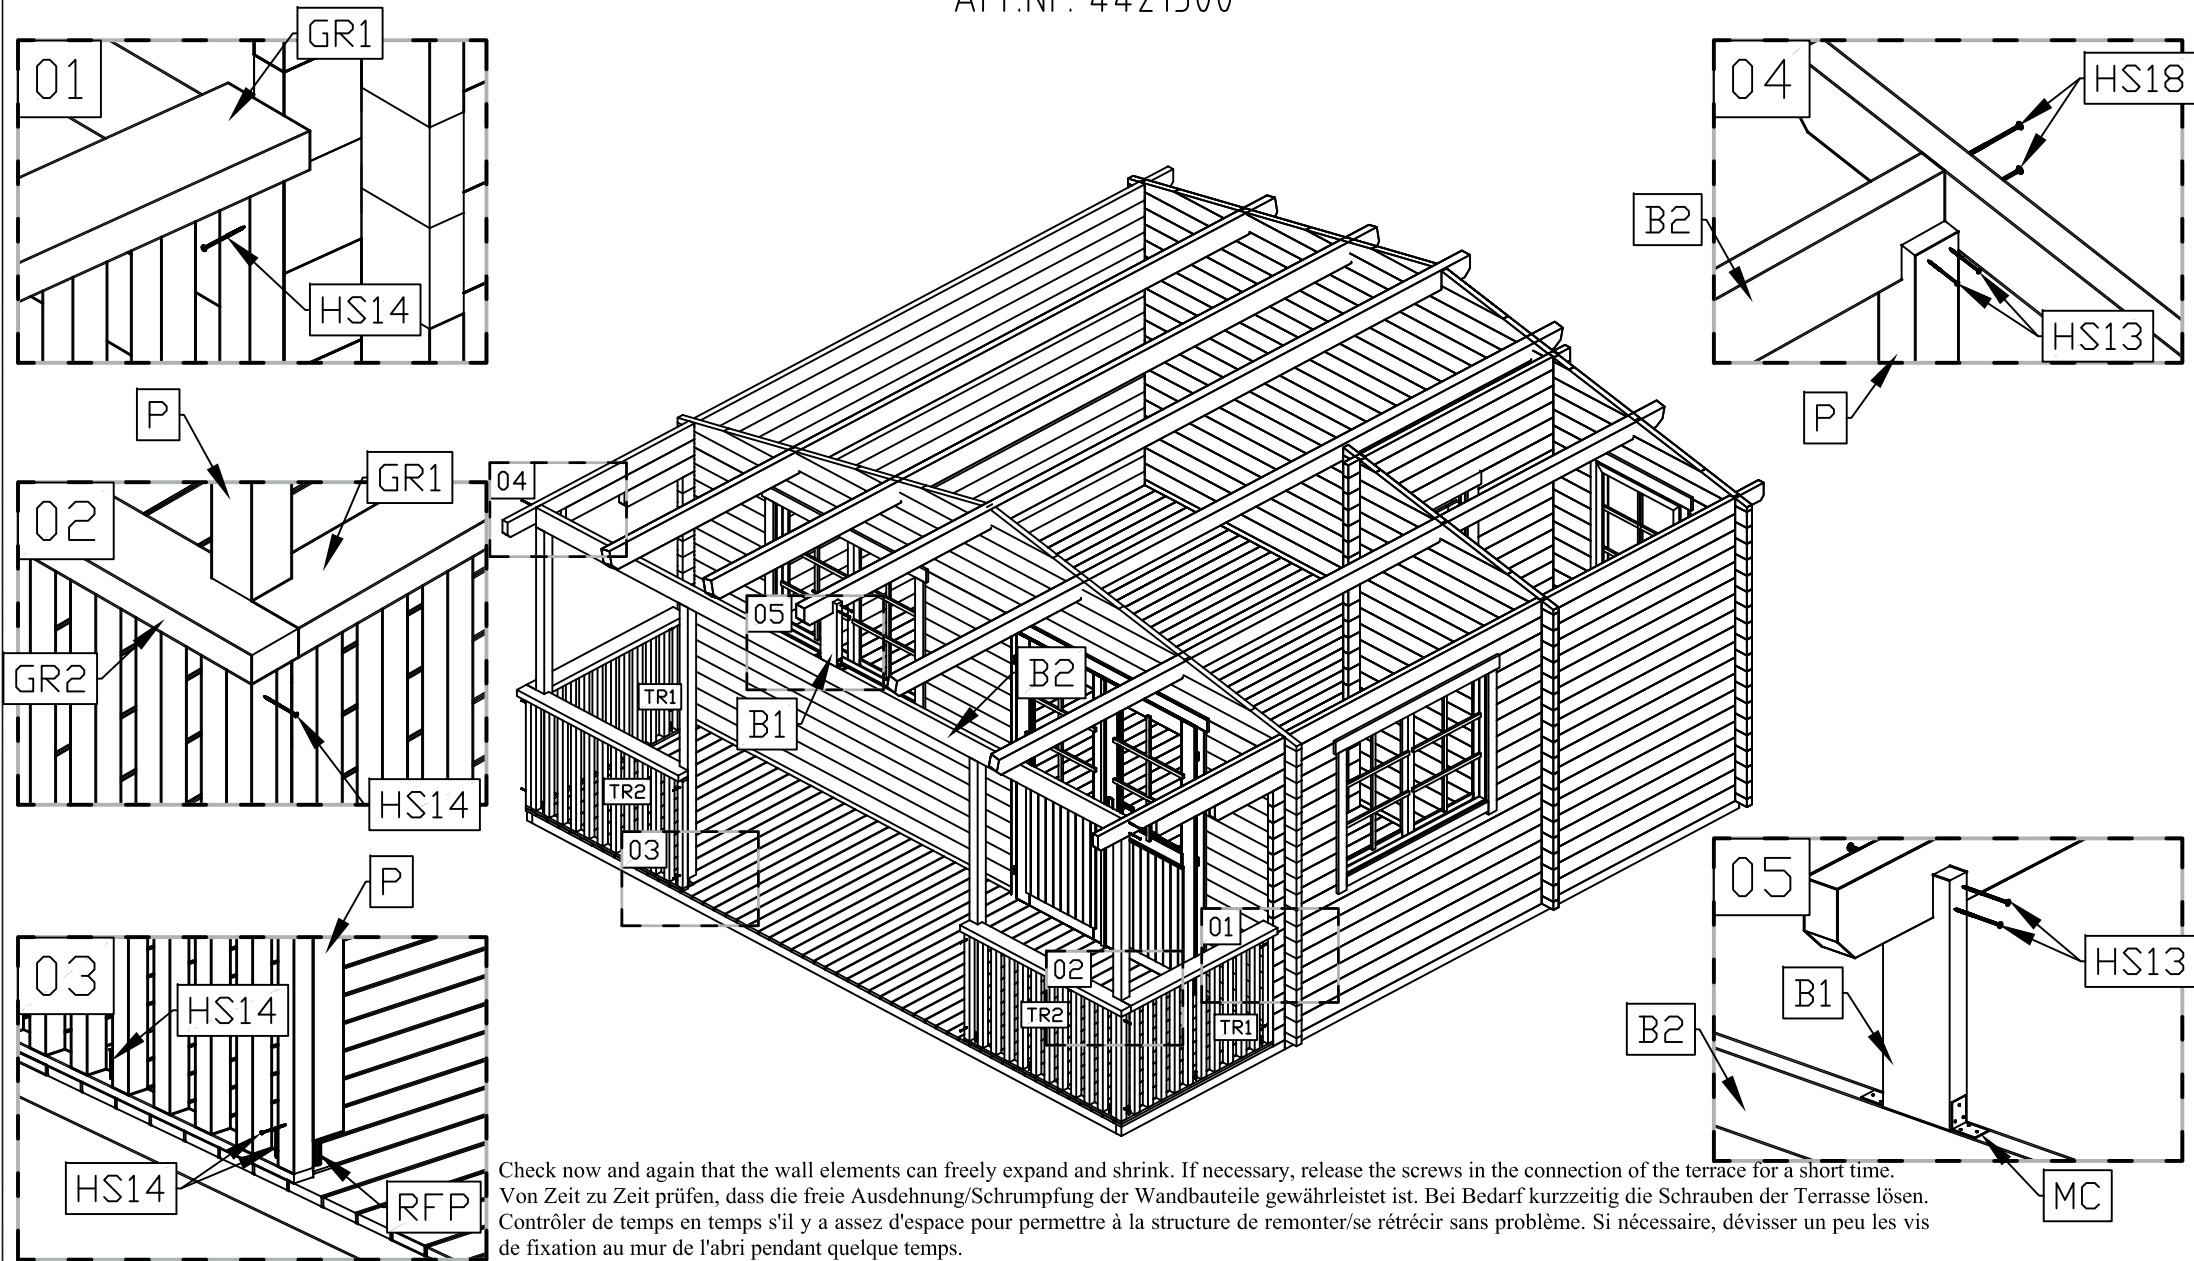 ART.NR. 4421500
01
GR1
HS14
P
02
GR1
GR2
HS14
P
03
HS14
HS14
RFP
04
05
B1
B2
TR1
TR2
03
01
02
TR2
TR1
04
HS18
B2
HS13
P
05
HS13
B1
B2
MC
Check now and again that the wall elements can freely expand and shrink. If necessary, release the screws in the connection of the terrace for a short time.
Von Zeit zu Zeit prüfen, dass die freie Ausdehnung/Schrumpfung der Wandbauteile gewährleistet ist. Bei Bedarf kurzzeitig die Schrauben der Terrasse lösen.
Contrôler de temps en temps s'il y a assez d'espace pour permettre à la structure de remonter/se rétrécir sans problème. Si nécessaire, dévisser un peu les vis
de fixation au mur de l'abri pendant quelque temps.